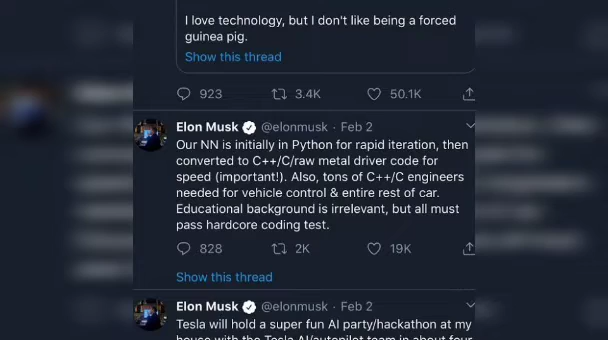 I love technology, but I don't like being a forced
guinea pig.
Show this thread
923 3.4K 50.1K
Elon Musk @elonmusk · Feb 2
Our NN is initially in Python for rapid iteration, then
converted to C++/C/raw metal driver code for
speed (important!). Also, tons of C++/C engineers
needed for vehicle control & entire rest of car.
Educational background is irrelevant, but all must
pass hardcore coding test.
828 2K 19K
Show this thread
Elon Musk @elonmusk · Feb 2
Tesla will hold a super fun AI party/hackathon at my
house with the Tesla AI/autopilot team in about four